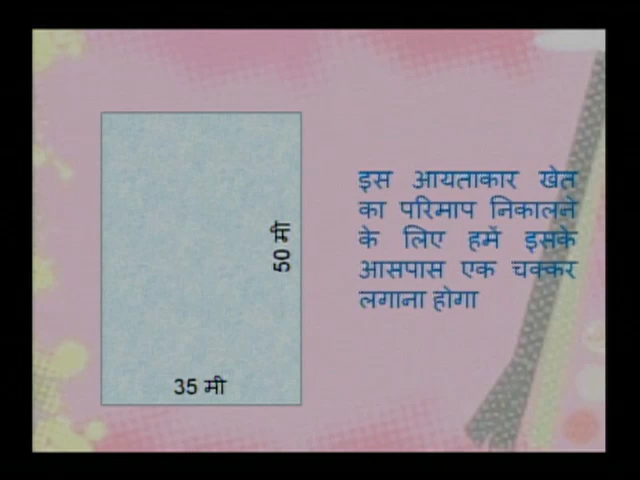 इस आयताकार खेत
का परिमाप निकालने
के लिए हमें इसके
आसपास एक चक्कर
लगाना होगा
50 मी
35 मी